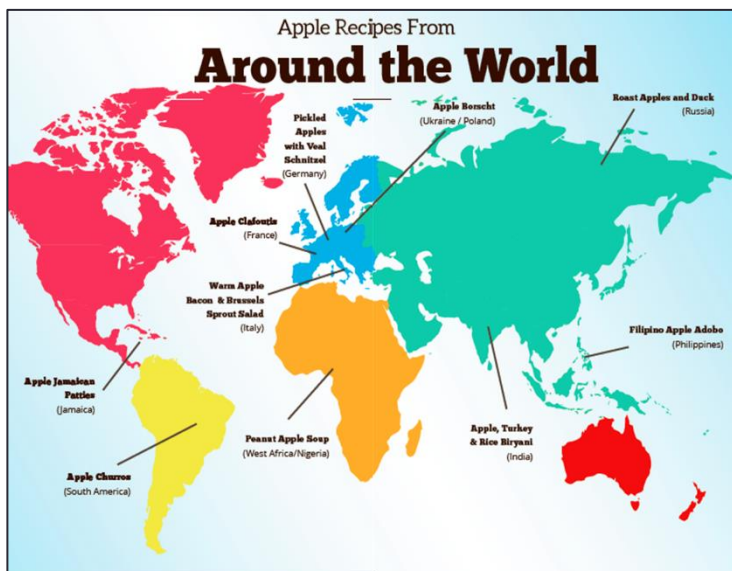 Apple Recipes From
Around the World
Pickled
Apples
with Veal
Schnitzel
(Germany)
Apple Borscht
(Ukraine / Poland)
Roast Apples and Duck
(Russia)
Apple Clafoutis
(France)
Warm Apple
Bacon & Brussels
Sprout Salad
(Italy)
Filipino Apple Adobo
(Philippines)
Apple Jamaican
Patties
(Jamaica)
Peanut Apple Soup
(West Africa/Nigeria)
Apple, Turkey
& Rice Biryani
(India)
Apple Churros
(South America)